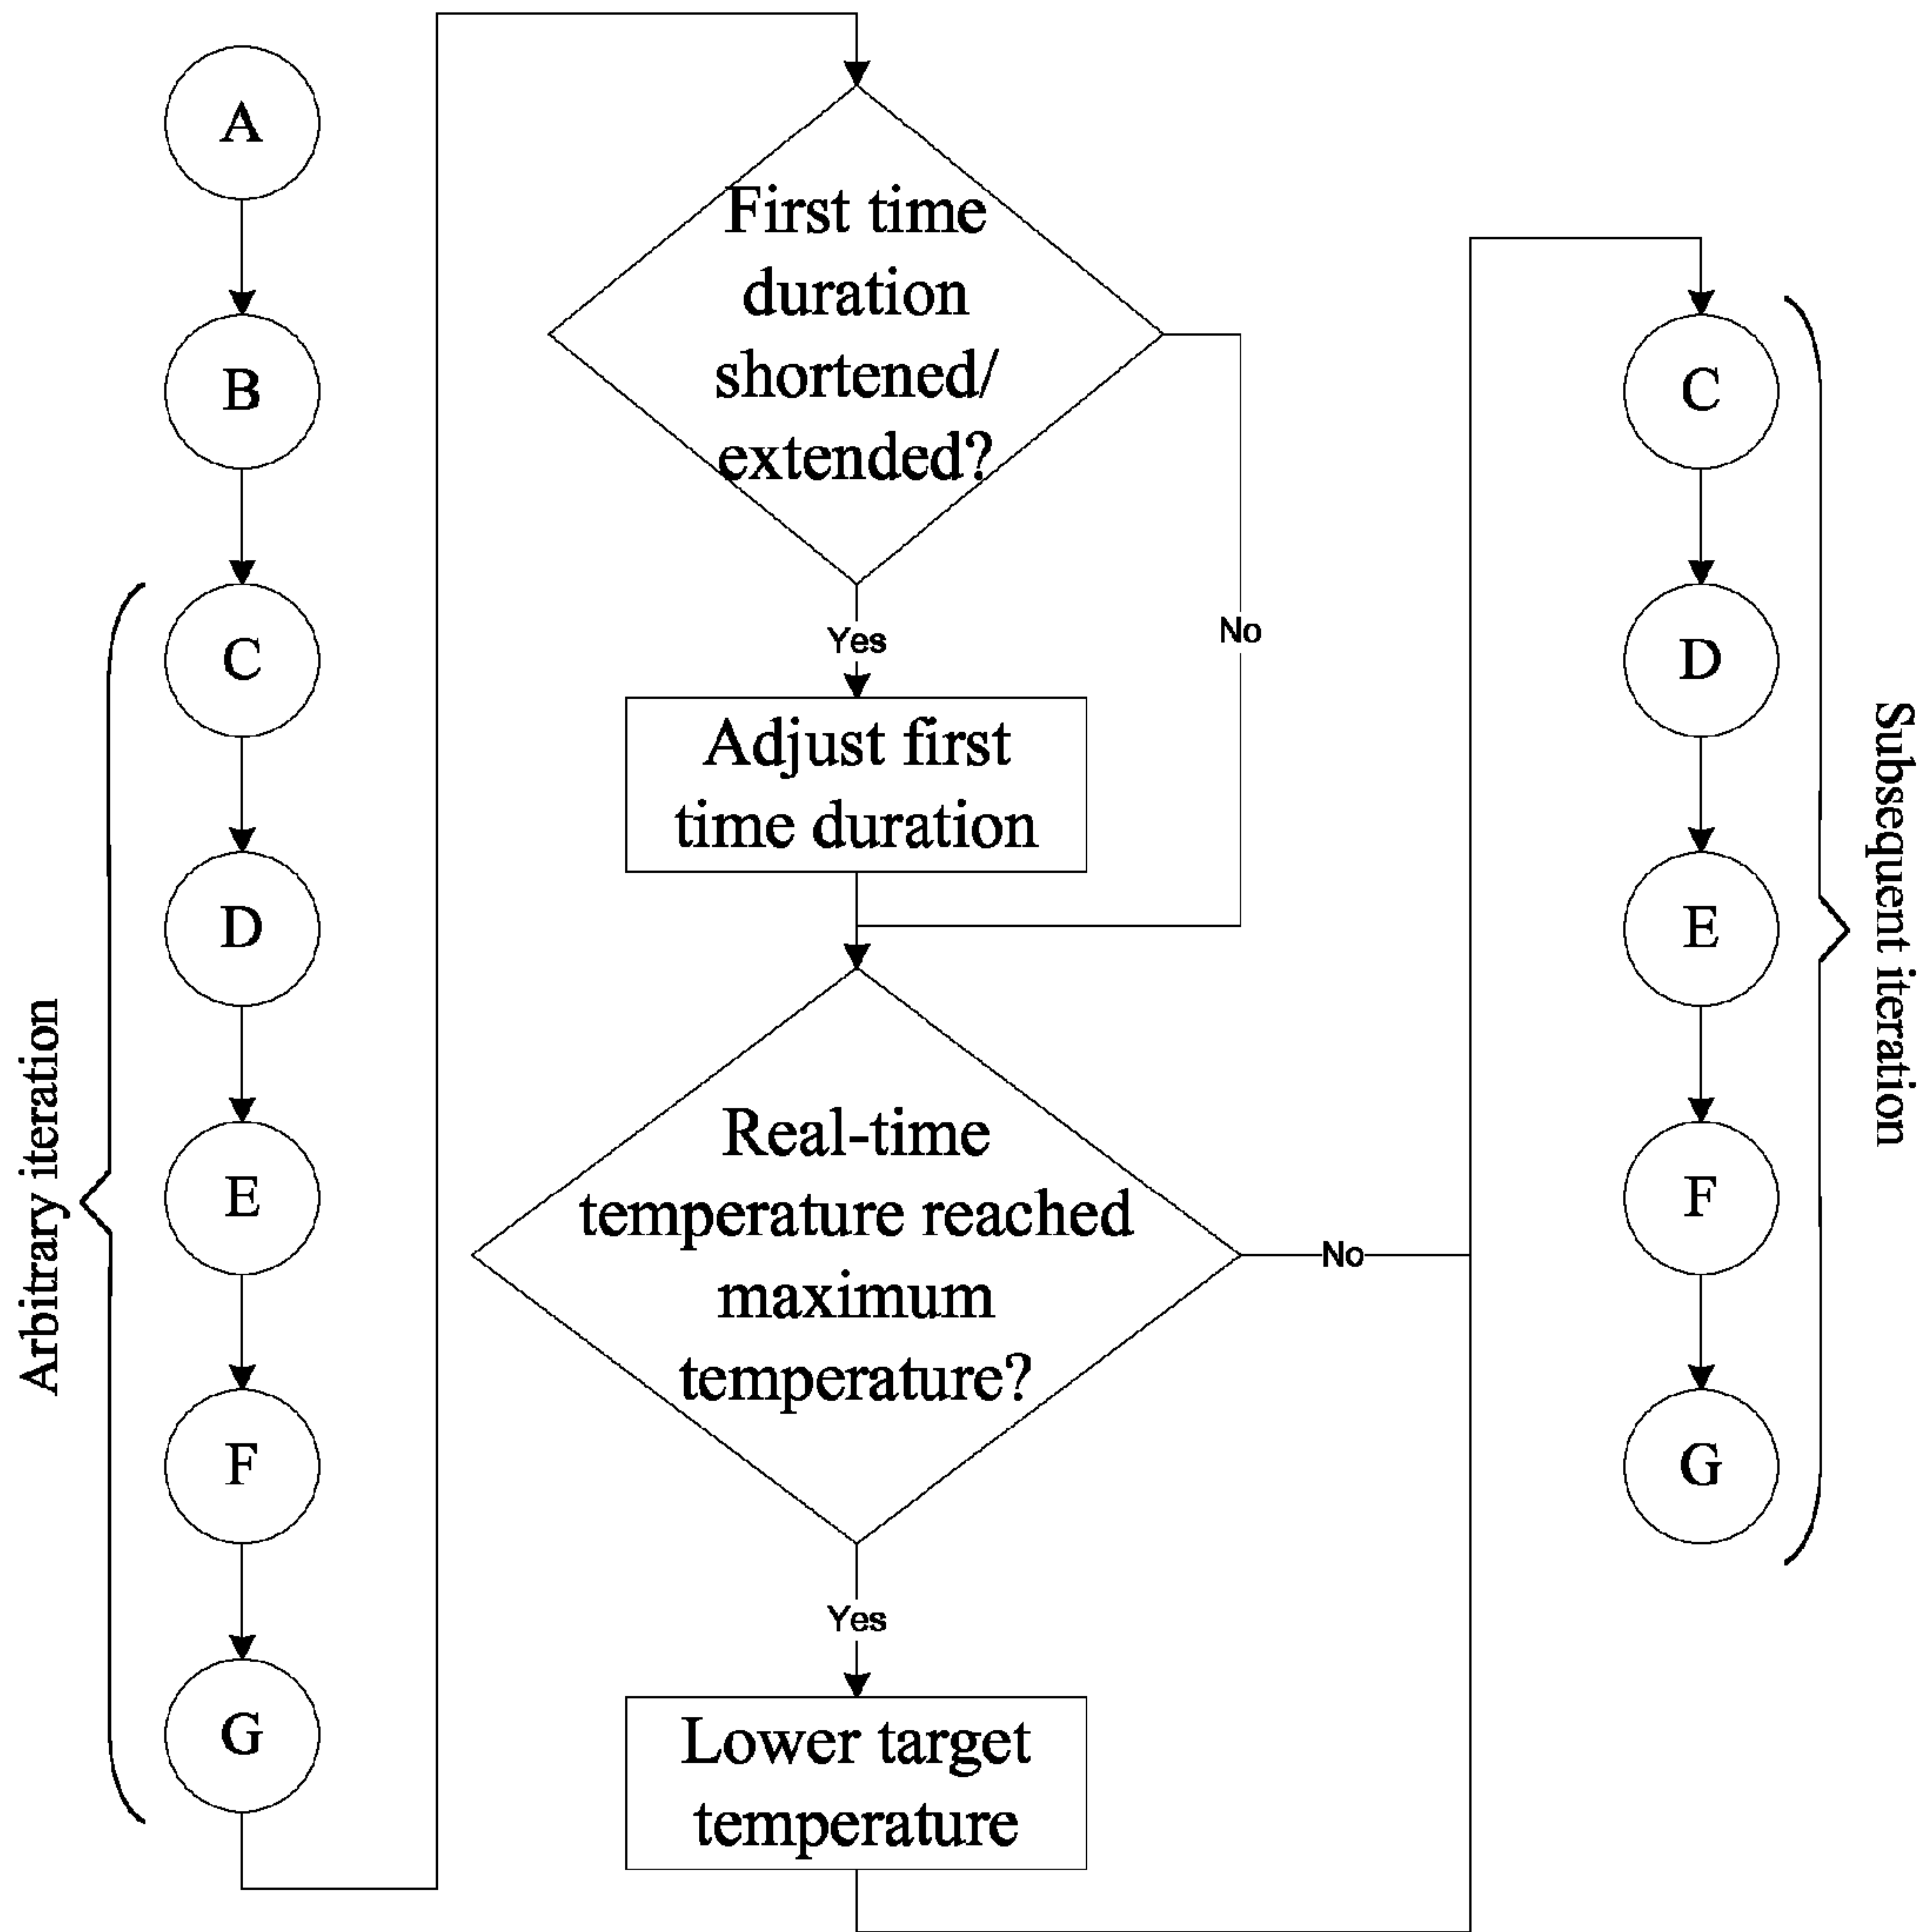 A
B
C
D
E
F
G
Arbitrary iteration
First time
duration
shortened/
extended?
Yes
No
Adjust first
time duration
Real-time
temperature reached
maximum
temperature?
No
Yes
Lower target
temperature
C
D
E
F
G
Subsequent iteration